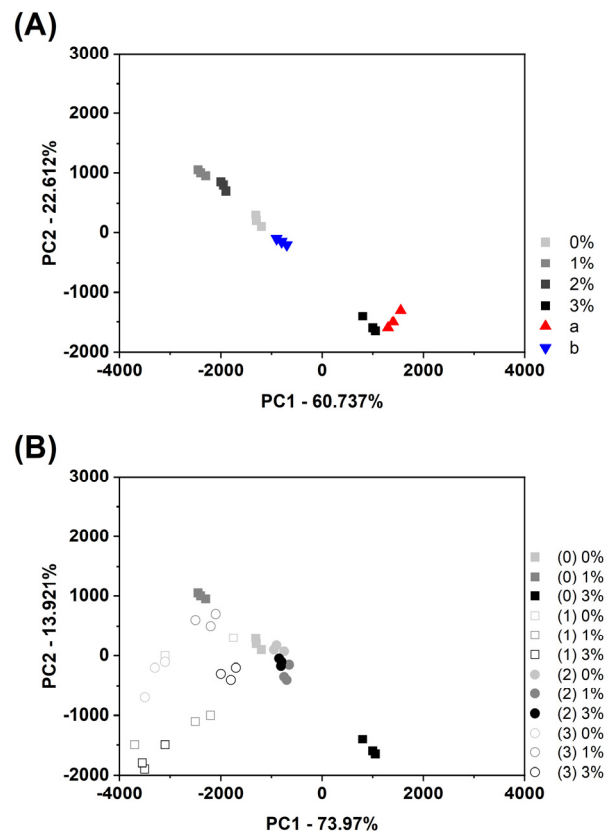 (A)
3000
2000
1000
0
-1000
-2000
PC2 - 22.612%
-4000 -2000 0 2000 4000
PC1 - 60.737%
0%
1%
2%
3%
a
b
(B)
3000
2000
1000
0
-1000
-2000
PC2 - 13.921%
-4000 -2000 0 2000 4000
PC1 - 73.97%
(0) 0%
(0) 1%
(0) 3%
(1) 0%
(1) 1%
(1) 3%
(2) 0%
(2) 1%
(2) 3%
(3) 0%
(3) 1%
(3) 3%